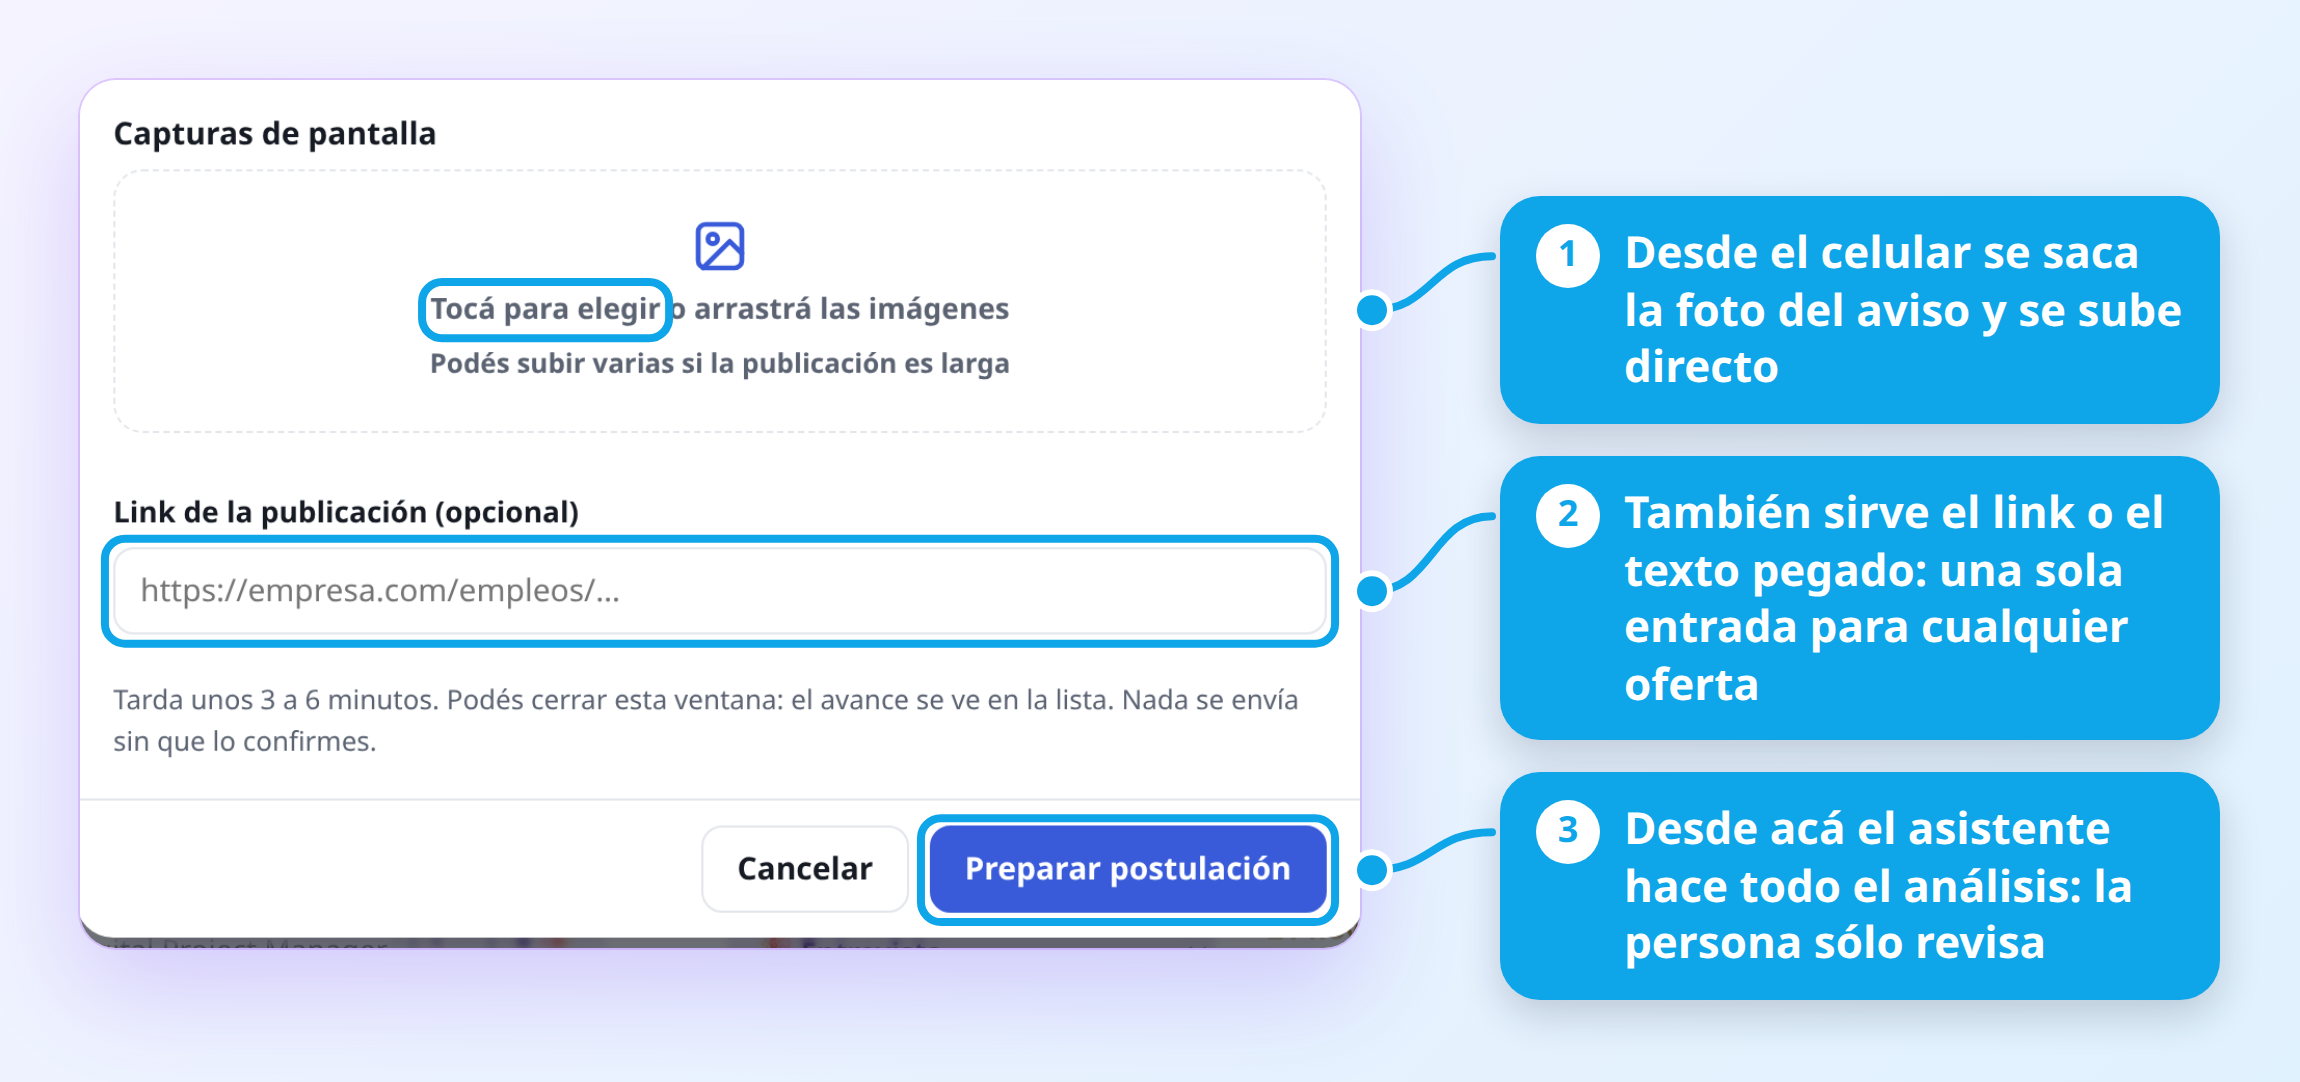 Capturas de pantalla
Tocá para elegir o arrastrá las imágenes
Podés subir varias si la publicación es larga
Link de la publicación (opcional)
https://empresa.com/empleos/...
Tarda unos 3 a 6 minutos. Podés cerrar esta ventana: el avance se ve en la lista. Nada se envía
sin que lo confirmes.
Cancelar
Preparar postulación
1
Desde el celular se saca
la foto del aviso y se sube
directo
2
También sirve el link o el
texto pegado: una sola
entrada para cualquier
oferta
3
Desde acá el asistente
hace todo el análisis: la
persona sólo revisa